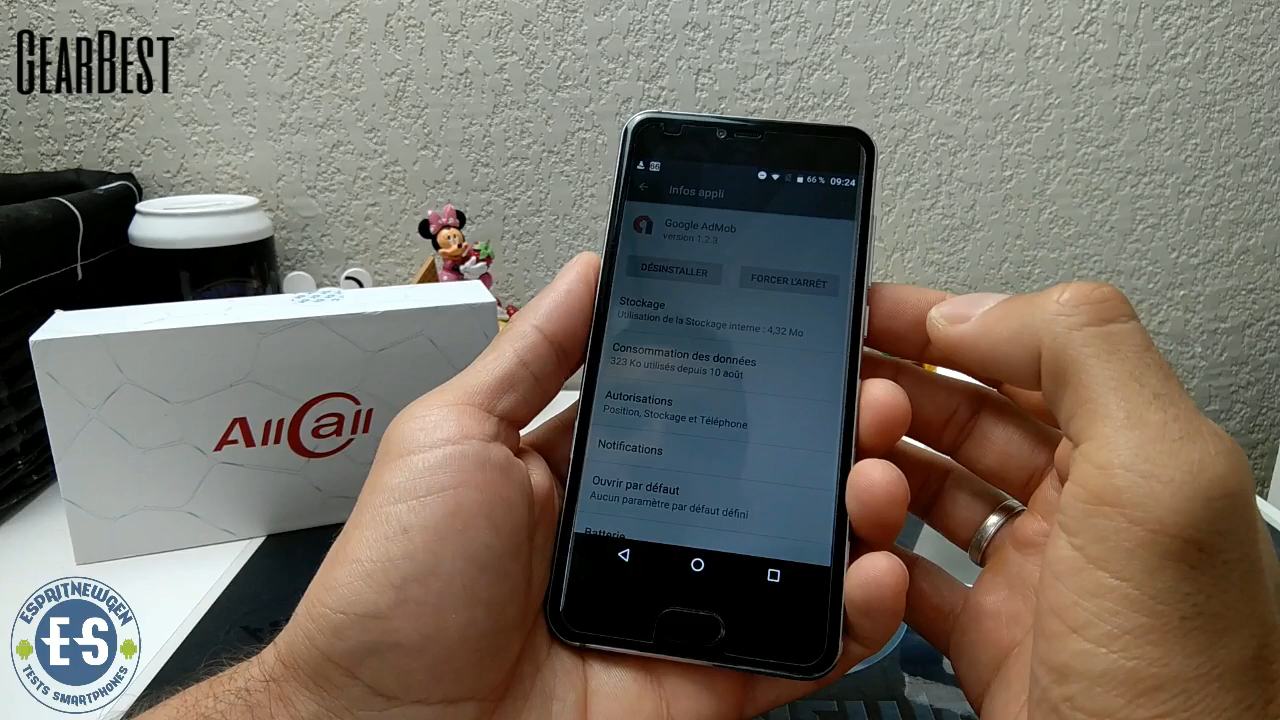 GEARBEST
66 % 09:24
Infos appli
Google AdMob
version 1.2.3
DÉSINSTALLER
FORCER L'ARRÊT
Stockage
Utilisation de la Stockage interne : 4,32 Mo
Consommation des données
323 Ko utilisés depuis 10 août
Autorisations
Position, Stockage et Téléphone
Notifications
Ouvrir par défaut
Aucun paramètre par défaut défini
Batterie
AllCall
ESPRITNEWGEN
ES
TESTS SMARTPHONES